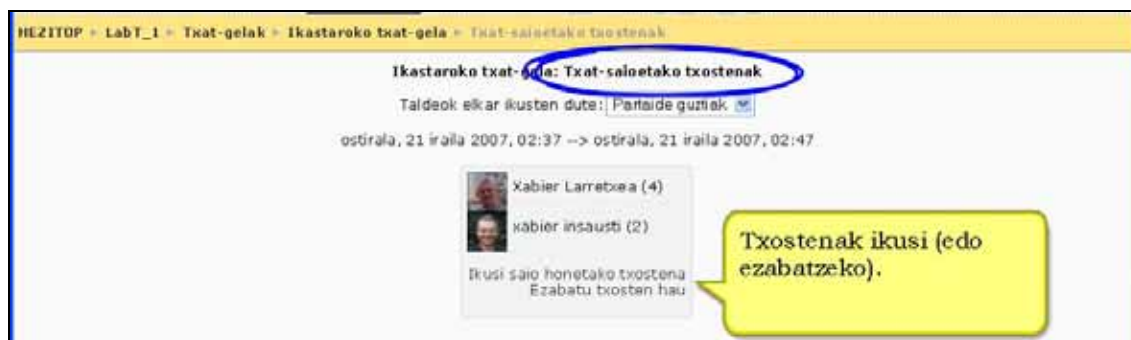 HEZITOP ► LabT_1 ► Txat-gelak ► Ikastaroko txat-gela ► Txat-saioetako txostenak
Ikastaroko txat-gela: Txat-saioetako txostenak
Taldeok elkar ikusten dute: Partaide guztiak
ostirala, 21 iraila 2007, 02:37 --> ostirala, 21 iraila 2007, 02:47
Xabier Larretxea (4)
xabier insausti (2)
Ikusi saio honetako txostena
Ezabatu txosten hau
Txostenak ikusi (edo
ezabatzeko).